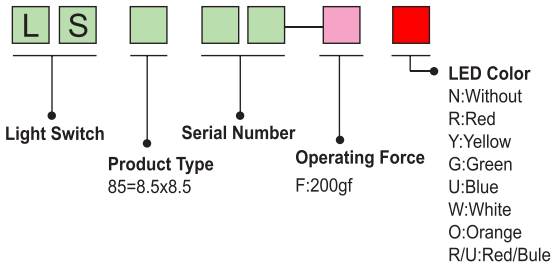 L S
LED Color
N:Without
R:Red
Light Switch
Serial Number
Y:Yellow
Product Type
Operating Force
G:Green
85=8.5x8.5
F:200gf
U:Blue
W:White
O:Orange
R/U:Red/Bule